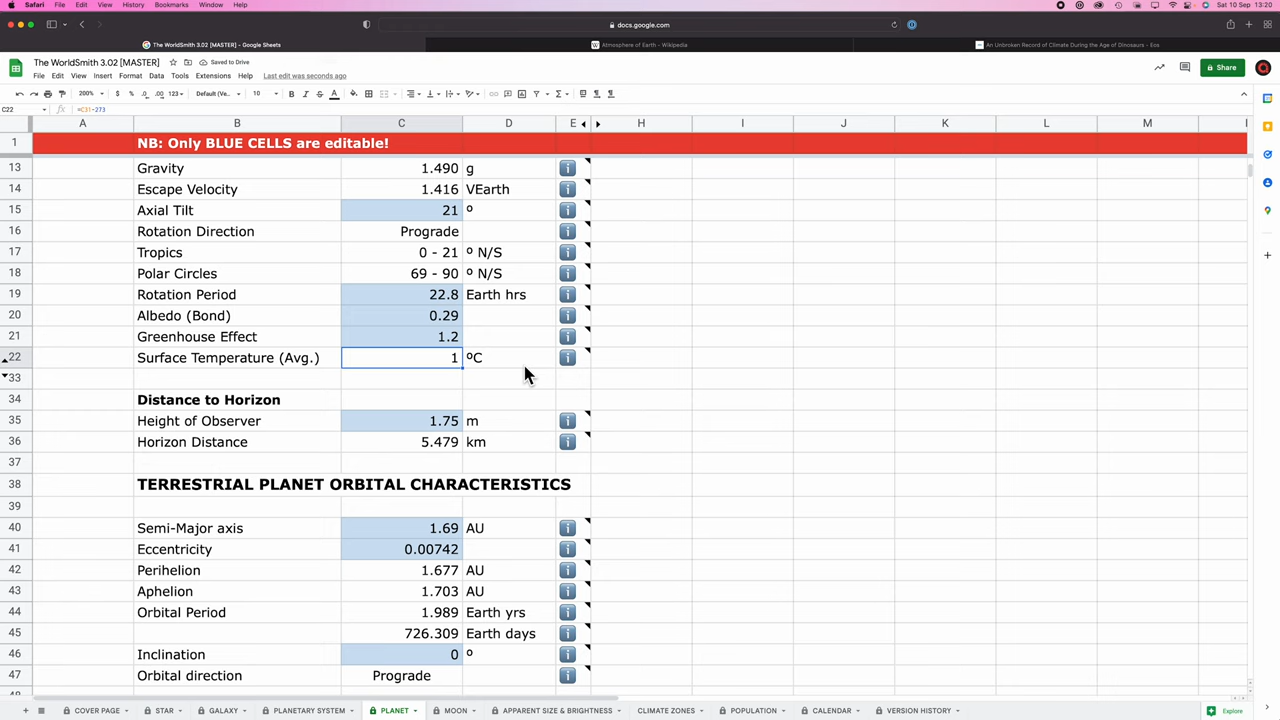 Safari File Edit View History Bookmarks Window Help Sat 10 Sep 13:20
docs.google.com
The WorldSmith 3.02 [MASTER] - Google Sheets
Atmosphere of Earth - Wikipedia
An Unbroken Record of Climate During the Age of Dinosaurs - Eos
The WorldSmith 3.02 [MASTER] Saved to Drive
File Edit View Insert Format Data Tools Extensions Help Last edit was seconds ago
Share
200% $ % .0 .00 123 Default (Ve... 10 B I S A
C22 fx =C31-273
A B C D E H I J K L M
1 NB: Only BLUE CELLS are editable!
13 Gravity 1.490 g
14 Escape Velocity 1.416 VEarth
15 Axial Tilt 21 º
16 Rotation Direction Prograde
17 Tropics 0 - 21 º N/S
18 Polar Circles 69 - 90 º N/S
19 Rotation Period 22.8 Earth hrs
20 Albedo (Bond) 0.29
21 Greenhouse Effect 1.2
22 Surface Temperature (Avg.) 1 ºC
33
34 Distance to Horizon
35 Height of Observer 1.75 m
36 Horizon Distance 5.479 km
37
38 TERRESTRIAL PLANET ORBITAL CHARACTERISTICS
39
40 Semi-Major axis 1.69 AU
41 Eccentricity 0.00742
42 Perihelion 1.677 AU
43 Aphelion 1.703 AU
44 Orbital Period 1.989 Earth yrs
45 726.309 Earth days
46 Inclination 0 º
47 Orbital direction Prograde
COVER PAGE STAR GALAXY PLANETARY SYSTEM PLANET MOON APPARENT SIZE & BRIGHTNESS CLIMATE ZONES POPULATION CALENDAR VERSION HISTORY Explore